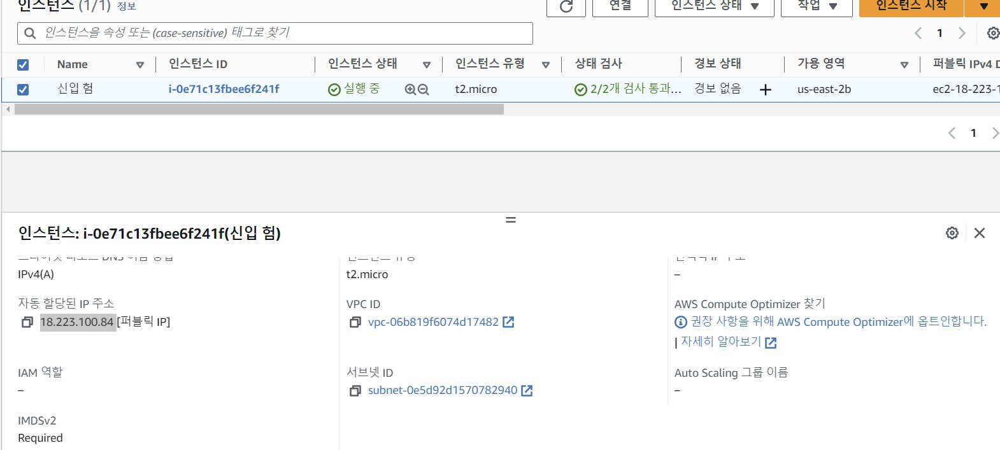 인스턴스 (1/1) 정보
연결
인스턴스 상태
작업
인스턴스 시작
인스턴스을 속성 또는 (case-sensitive) 태그로 찾기
1
Name
인스턴스 ID
인스턴스 상태
인스턴스 유형
상태 검사
경보 상태
가용 영역
퍼블릭 IPv4 D
신입 험
i-0e71c13fbee6f241f
실행 중
t2.micro
2/2개 검사 통과...
경보 없음
us-east-2b
ec2-18-223-1
1
인스턴스: i-0e71c13fbee6f241f(신입 험)
IPv4(A)
t2.micro
–
자동 할당된 IP 주소
18.223.100.84 [퍼블릭 IP]
VPC ID
vpc-06b819f6074d17482
AWS Compute Optimizer 찾기
권장 사항을 위해 AWS Compute Optimizer에 옵트인합니다.
| 자세히 알아보기
IAM 역할
–
서브넷 ID
subnet-0e5d92d1570782940
Auto Scaling 그룹 이름
–
IMDSv2
Required